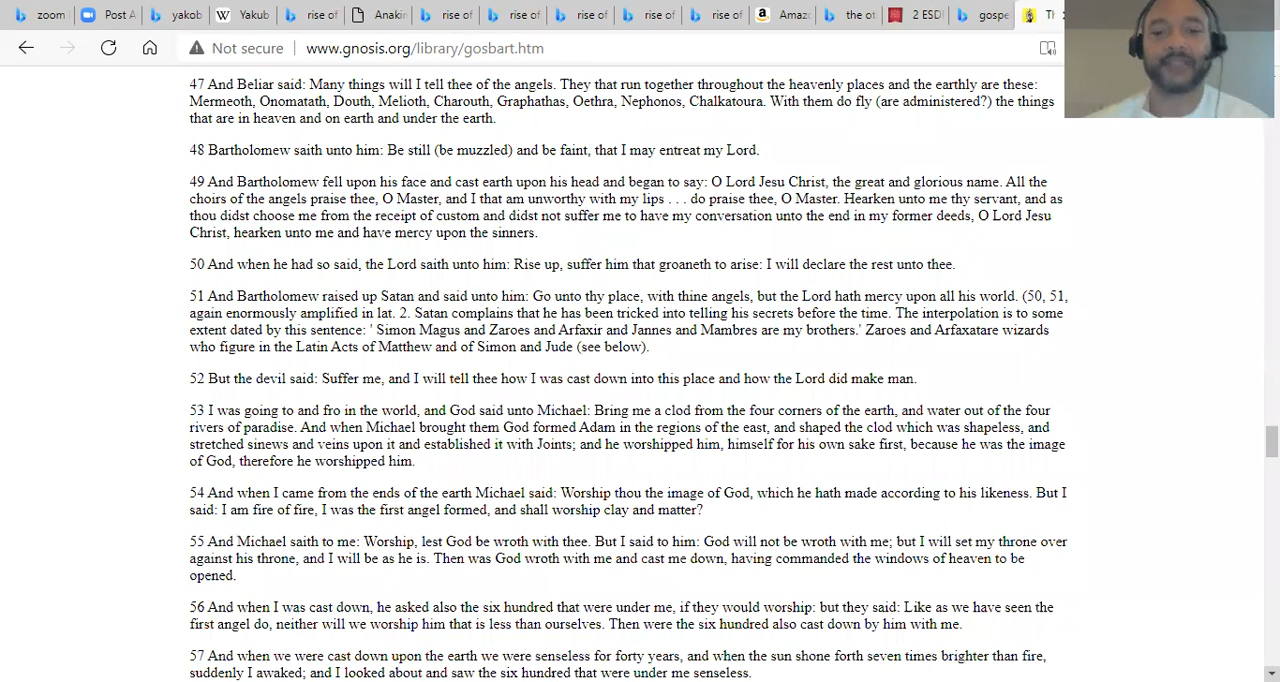 zoom
Post A
yakob
Yakub
rise of
Anakin
rise of
rise of
rise of
rise of
rise of
Amazo
the ot
2 ESD
gospe
Th
Not secure
www.gnosis.org/library/gosbart.htm
47 And Beliar said: Many things will I tell thee of the angels. They that run together throughout the heavenly places and the earthly are these:
Mermeoth, Onomatath, Douth, Melioth, Charouth, Graphathas, Oethra, Nephonos, Chalkatoura. With them do fly (are administered?) the things
that are in heaven and on earth and under the earth.
48 Bartholomew saith unto him: Be still (be muzzled) and be faint, that I may entreat my Lord.
49 And Bartholomew fell upon his face and cast earth upon his head and began to say: O Lord Jesu Christ, the great and glorious name. All the
choirs of the angels praise thee, O Master, and I that am unworthy with my lips . . . do praise thee, O Master. Hearken unto me thy servant, and as
thou didst choose me from the receipt of custom and didst not suffer me to have my conversation unto the end in my former deeds, O Lord Jesu
Christ, hearken unto me and have mercy upon the sinners.
50 And when he had so said, the Lord saith unto him: Rise up, suffer him that groaneth to arise: I will declare the rest unto thee.
51 And Bartholomew raised up Satan and said unto him: Go unto thy place, with thine angels, but the Lord hath mercy upon all his world. (50, 51,
again enormously amplified in lat. 2. Satan complains that he has been tricked into telling his secrets before the time. The interpolation is to some
extent dated by this sentence: ' Simon Magus and Zaroes and Arfaxir and Jannes and Mambres are my brothers.' Zaroes and Arfaxatare wizards
who figure in the Latin Acts of Matthew and of Simon and Jude (see below).
52 But the devil said: Suffer me, and I will tell thee how I was cast down into this place and how the Lord did make man.
53 I was going to and fro in the world, and God said unto Michael: Bring me a clod from the four corners of the earth, and water out of the four
rivers of paradise. And when Michael brought them God formed Adam in the regions of the east, and shaped the clod which was shapeless, and
stretched sinews and veins upon it and established it with Joints; and he worshipped him, himself for his own sake first, because he was the image
of God, therefore he worshipped him.
54 And when I came from the ends of the earth Michael said: Worship thou the image of God, which he hath made according to his likeness. But I
said: I am fire of fire, I was the first angel formed, and shall worship clay and matter?
55 And Michael saith to me: Worship, lest God be wroth with thee. But I said to him: God will not be wroth with me; but I will set my throne over
against his throne, and I will be as he is. Then was God wroth with me and cast me down, having commanded the windows of heaven to be
opened.
56 And when I was cast down, he asked also the six hundred that were under me, if they would worship: but they said: Like as we have seen the
first angel do, neither will we worship him that is less than ourselves. Then were the six hundred also cast down by him with me.
57 And when we were cast down upon the earth we were senseless for forty years, and when the sun shone forth seven times brighter than fire,
suddenly I awaked; and I looked about and saw the six hundred that were under me senseless.